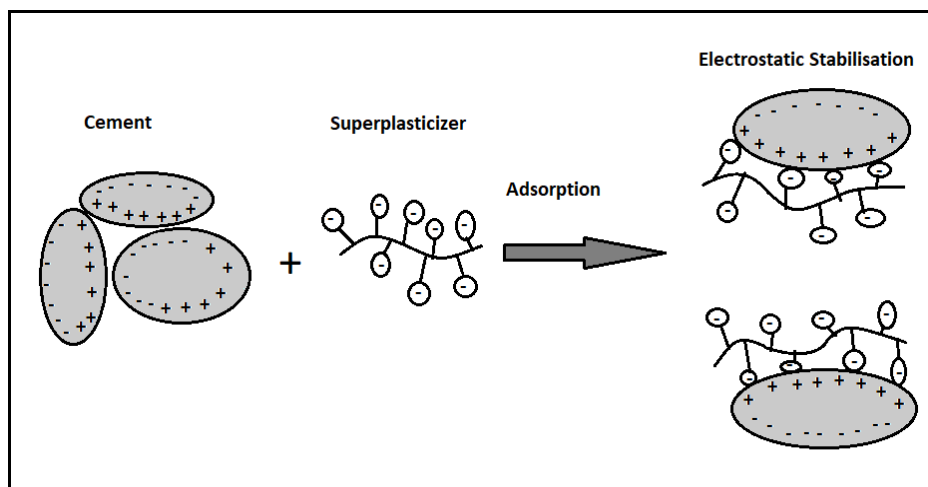 Electrostatic Stabilisation
Cement
Superplasticizer
Adsorption
+